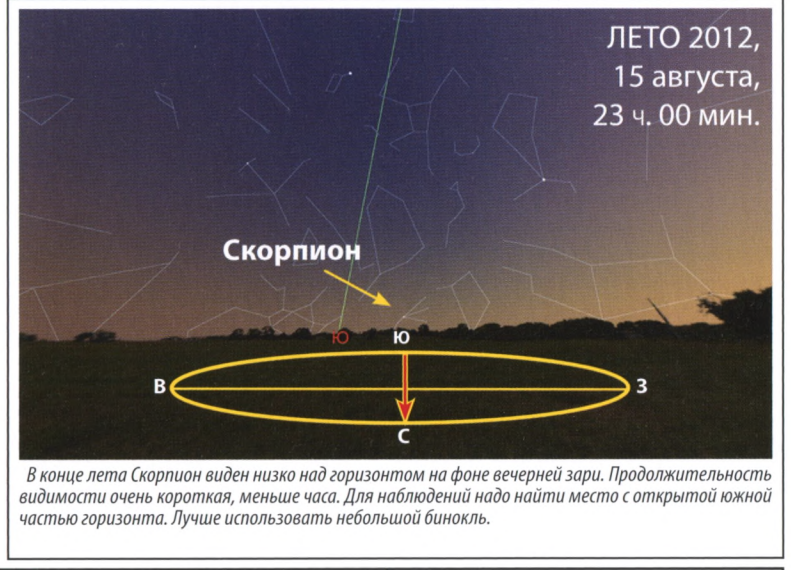 ЛЕТО 2012,
15 августа,
23 ч. 00 мин.
Скорпион
Ю
Ю
В
З
С
В конце лета Скорпион виден низко над горизонтом на фоне вечерней зари. Продолжительность
видимости очень короткая, меньше часа. Для наблюдений надо найти место с открытой южной
частью горизонта. Лучше использовать небольшой бинокль.